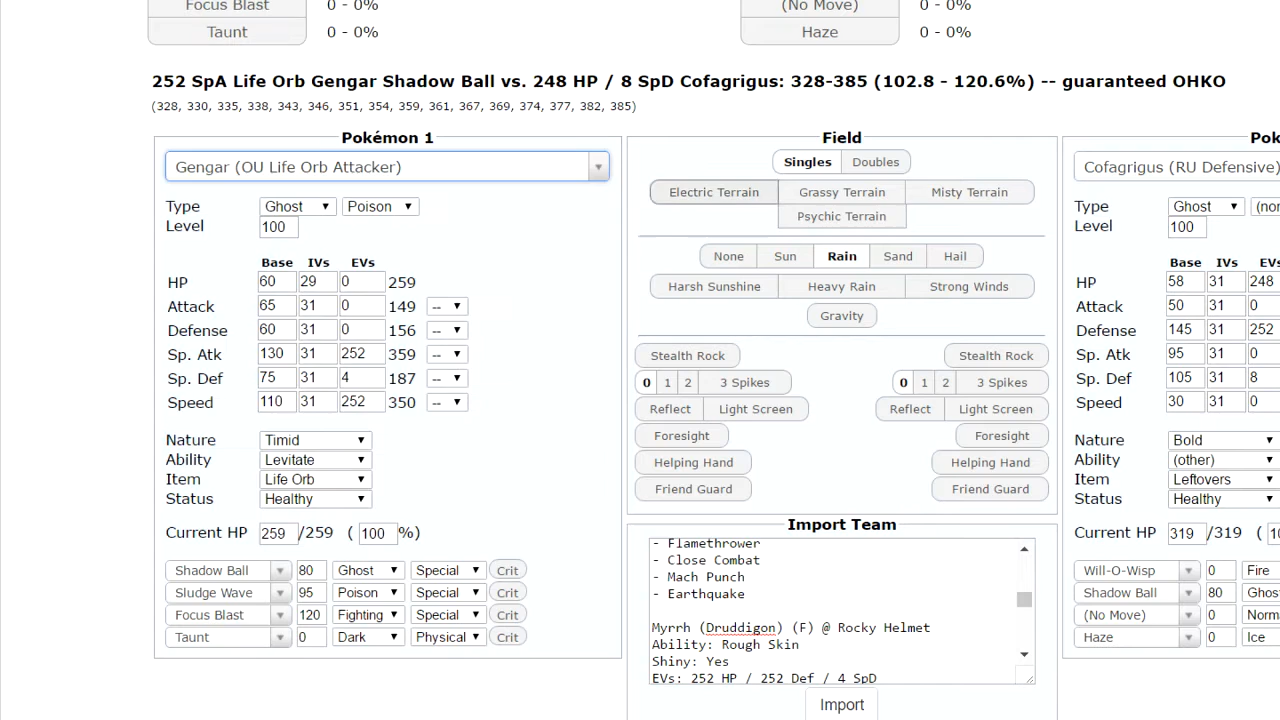 Focus Blast 0 - 0% (No Move) 0 - 0%
Taunt 0 - 0% Haze 0 - 0%
252 SpA Life Orb Gengar Shadow Ball vs. 248 HP / 8 SpD Cofagrigus: 328-385 (102.8 - 120.6%) -- guaranteed OHKO
(328, 330, 335, 338, 343, 346, 351, 354, 359, 361, 367, 369, 374, 377, 382, 385)
Pokémon 1
Gengar (OU Life Orb Attacker)
Type Ghost Poison
Level 100
Base IVs EVs
HP 60 29 0 259
Attack 65 31 0 149 --
Defense 60 31 0 156 --
Sp. Atk 130 31 252 359 --
Sp. Def 75 31 4 187 --
Speed 110 31 252 350 --
Nature Timid
Ability Levitate
Item Life Orb
Status Healthy
Current HP 259 /259 ( 100 %)
Shadow Ball 80 Ghost Special Crit
Sludge Wave 95 Poison Special Crit
Focus Blast 120 Fighting Special Crit
Taunt 0 Dark Physical Crit
Field
Singles Doubles
Electric Terrain Grassy Terrain Misty Terrain
Psychic Terrain
None Sun Rain Sand Hail
Harsh Sunshine Heavy Rain Strong Winds
Gravity
Stealth Rock Stealth Rock
0 1 2 3 Spikes 0 1 2 3 Spikes
Reflect Light Screen Reflect Light Screen
Foresight Foresight
Helping Hand Helping Hand
Friend Guard Friend Guard
Import Team
- Flamethrower
- Close Combat
- Mach Punch
- Earthquake
Myrrh (Druddigon) (F) @ Rocky Helmet
Ability: Rough Skin
Shiny: Yes
EVs: 252 HP / 252 Def / 4 SpD
Import
Pok
Cofagrigus (RU Defensive)
Type Ghost (nor
Level 100
Base IVs EVs
HP 58 31 248
Attack 50 31 0
Defense 145 31 252
Sp. Atk 95 31 0
Sp. Def 105 31 8
Speed 30 31 0
Nature Bold
Ability (other)
Item Leftovers
Status Healthy
Current HP 319 /319 ( 10
Will-O-Wisp 0 Fire
Shadow Ball 80 Ghos
(No Move) 0 Norm
Haze 0 Ice